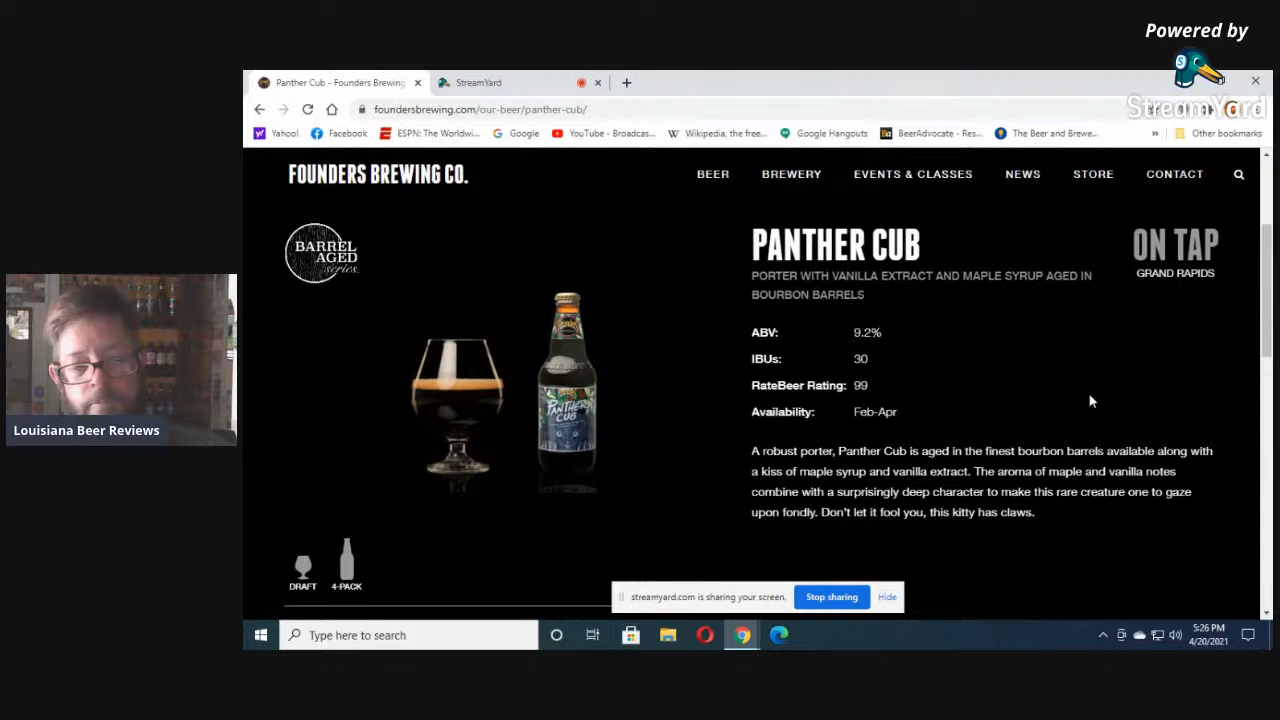 Powered by
StreamYard
Panther Cub - Founders Brewing
StreamYard
foundersbrewing.com/our-beer/panther-cub/
Yahoo!
Facebook
ESPN: The Worldwi...
Google
YouTube - Broadcas...
Wikipedia, the free...
Google Hangouts
BeerAdvocate - Res...
The Beer and Brewe...
Other bookmarks
FOUNDERS BREWING CO.
BEER
BREWERY
EVENTS & CLASSES
NEWS
STORE
CONTACT
BARREL
AGED
series
PANTHER CUB
ON TAP
GRAND RAPIDS
PORTER WITH VANILLA EXTRACT AND MAPLE SYRUP AGED IN
BOURBON BARRELS
ABV: 9.2%
IBUs: 30
RateBeer Rating: 99
Availability: Feb-Apr
A robust porter, Panther Cub is aged in the finest bourbon barrels available along with
a kiss of maple syrup and vanilla extract. The aroma of maple and vanilla notes
combine with a surprisingly deep character to make this rare creature one to gaze
upon fondly. Don't let it fool you, this kitty has claws.
PANTHER
CUB
Louisiana Beer Reviews
DRAFT
4-PACK
streamyard.com is sharing your screen.
Stop sharing
Hide
Type here to search
5:26 PM
4/20/2021